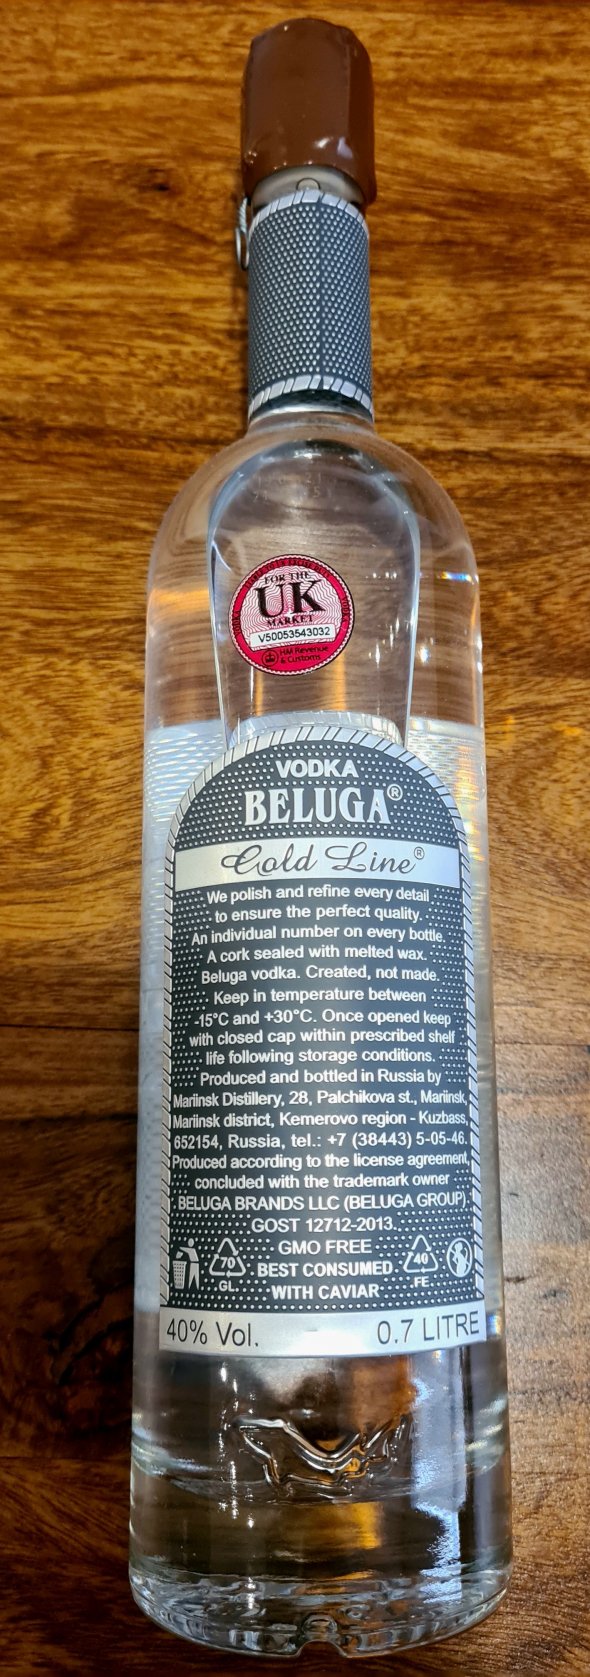 FOR THE
UK
MARKET
V50053543032
HM Revenue
& Customs
VODKA
BELUGA®
Gold Line®
We polish and refine every detail
to ensure the perfect quality.
An individual number on every bottle.
A cork sealed with melted wax.
Beluga vodka. Created, not made.
Keep in temperature between
-15°C and +30°C. Once opened keep
with closed cap within prescribed shelf
life following storage conditions.
Produced and bottled in Russia by
Mariinsk Distillery, 28, Palchikova st., Mariinsk,
Mariinsk district, Kemerovo region - Kuzbass,
652154, Russia, tel.: +7 (38443) 5-05-46.
Produced according to the license agreement,
concluded with the trademark owner
BELUGA BRANDS LLC (BELUGA GROUP).
GOST 12712-2013.
GMO FREE
70 BEST CONSUMED 40
GL WITH CAVIAR FE
40% Vol. 0.7 LITRE